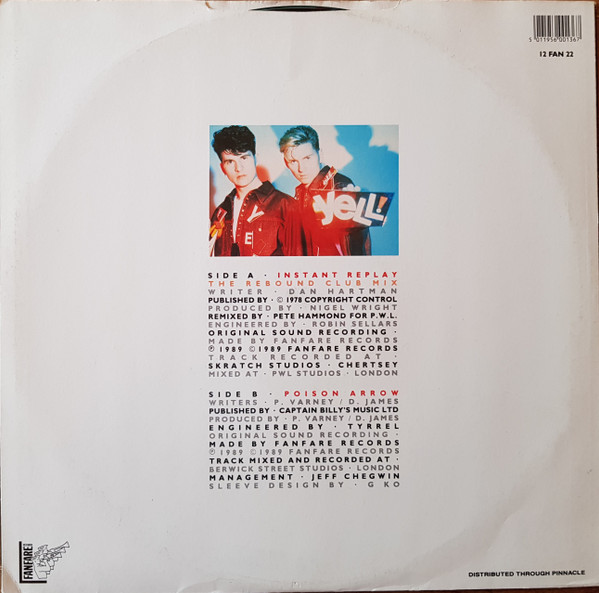 5 011956 001367
12 FAN 22
YELL!
Y
E
SIDE A · INSTANT REPLAY
THE REBOUND CLUB MIX
WRITER · DAN HARTMAN
PUBLISHED BY · © 1978 COPYRIGHT CONTROL
PRODUCED BY · NIGEL WRIGHT
REMIXED BY · PETE HAMMOND FOR P.W.L.
ENGINEERED BY · ROBIN SELLARS
ORIGINAL SOUND RECORDING ·
MADE BY FANFARE RECORDS
℗ 1989 © 1989 FANFARE RECORDS
TRACK RECORDED AT ·
SKRATCH STUDIOS · CHERTSEY
MIXED AT · PWL STUDIOS · LONDON
SIDE B · POISON ARROW
WRITERS · P. VARNEY / D. JAMES
PUBLISHED BY · CAPTAIN BILLY'S MUSIC LTD
PRODUCED BY · P. VARNEY / D. JAMES
ENGINEERED BY · TYRREL
ORIGINAL SOUND RECORDING ·
MADE BY FANFARE RECORDS
℗ 1989 © 1989 FANFARE RECORDS
TRACK MIXED AND RECORDED AT ·
BERWICK STREET STUDIOS · LONDON
MANAGEMENT · JEFF CHEGWIN
SLEEVE DESIGN BY · G KO
FANFARE
DISTRIBUTED THROUGH PINNACLE